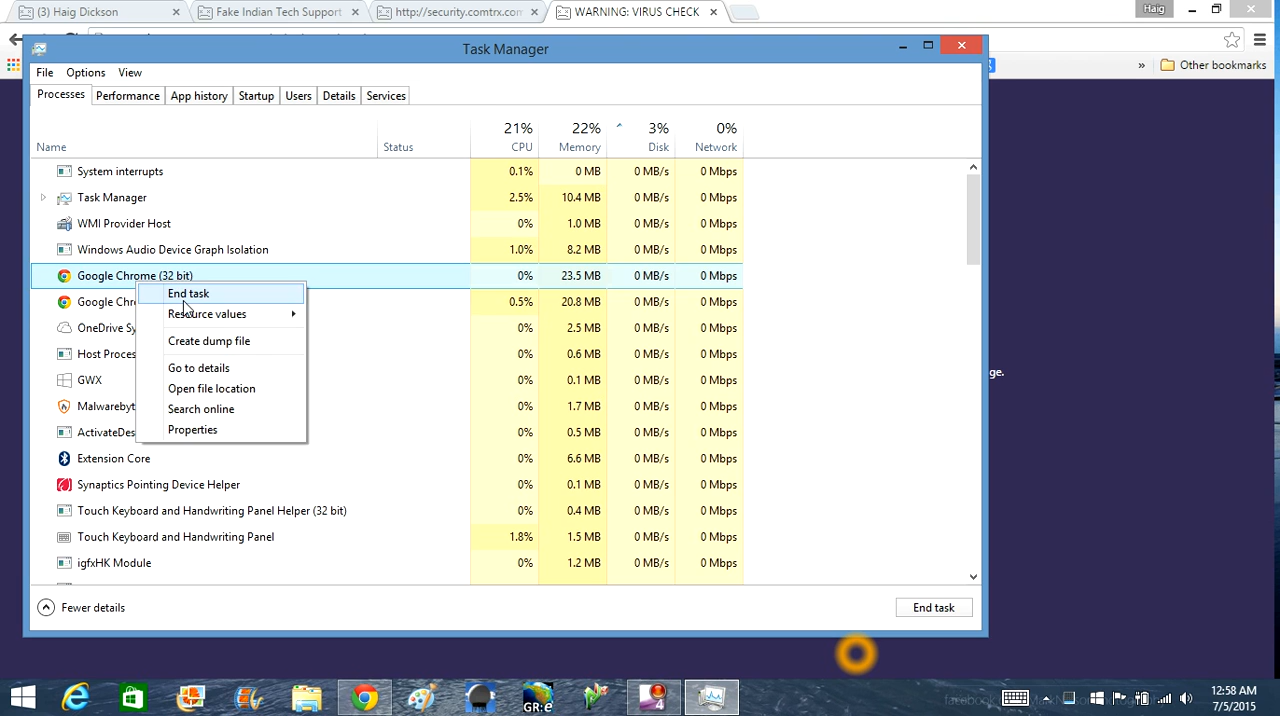 (3) Haig Dickson
Fake Indian Tech Support
http://security.comtrx.com
WARNING: VIRUS CHECK
Haig
Task Manager
» Other bookmarks
File Options View
Processes Performance App history Startup Users Details Services
21% 22% 3% 0%
Name Status CPU Memory Disk Network
System interrupts 0.1% 0 MB 0 MB/s 0 Mbps
Task Manager 2.5% 10.4 MB 0 MB/s 0 Mbps
WMI Provider Host 0% 1.0 MB 0 MB/s 0 Mbps
Windows Audio Device Graph Isolation 1.0% 8.2 MB 0 MB/s 0 Mbps
Google Chrome (32 bit) 0% 23.5 MB 0 MB/s 0 Mbps
Google Chr 0.5% 20.8 MB 0 MB/s 0 Mbps
OneDrive Sy 0% 2.5 MB 0 MB/s 0 Mbps
Host Proces 0% 0.6 MB 0 MB/s 0 Mbps
GWX 0% 0.1 MB 0 MB/s 0 Mbps
Malwareby 0% 1.7 MB 0 MB/s 0 Mbps
ActivateDes 0% 0.5 MB 0 MB/s 0 Mbps
Extension Core 0% 6.6 MB 0 MB/s 0 Mbps
Synaptics Pointing Device Helper 0% 0.1 MB 0 MB/s 0 Mbps
Touch Keyboard and Handwriting Panel Helper (32 bit) 0% 0.4 MB 0 MB/s 0 Mbps
Touch Keyboard and Handwriting Panel 1.8% 1.5 MB 0 MB/s 0 Mbps
igfxHK Module 0% 1.2 MB 0 MB/s 0 Mbps
End task
Resource values
Create dump file
Go to details
Open file location
Search online
Properties
ge.
Fewer details
End task
GR:e
4
12:58 AM
7/5/2015